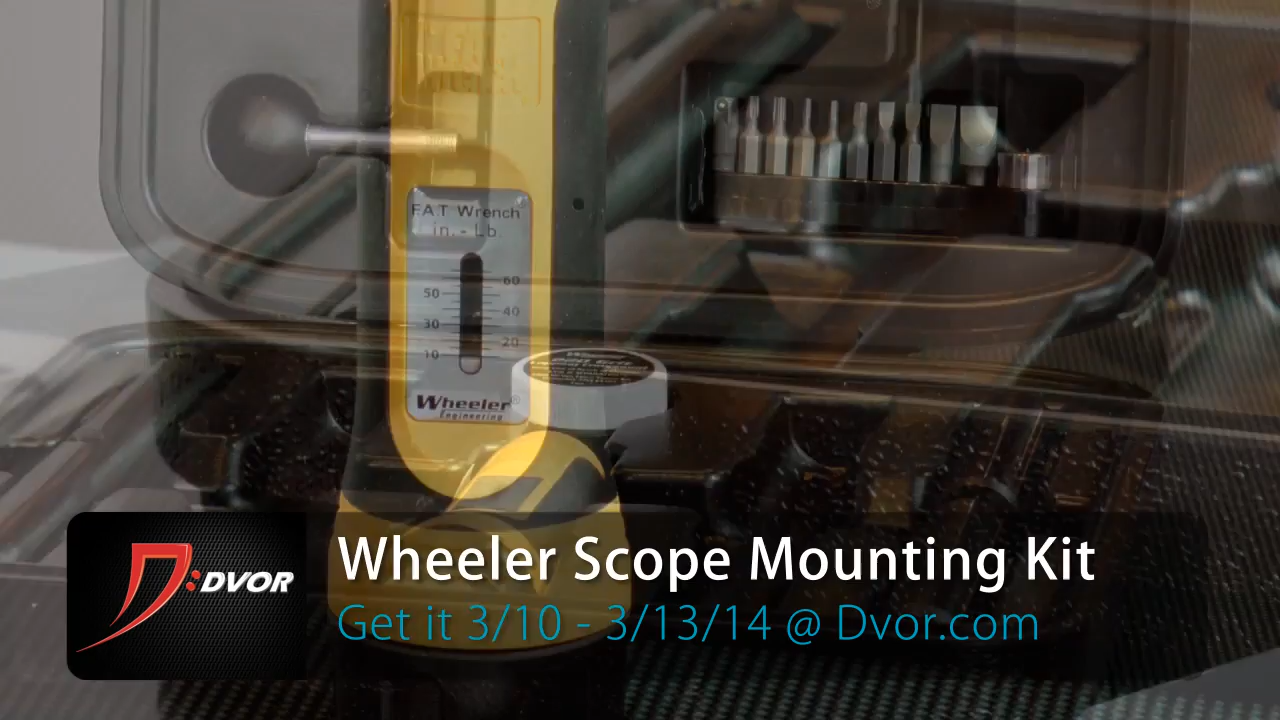 F.A.T Wrench®
in. - Lb.
60
50
40
30
20
10
Wheeler®
Engineering
D:DVOR
Wheeler Scope Mounting Kit
Get it 3/10 - 3/13/14 @ Dvor.com